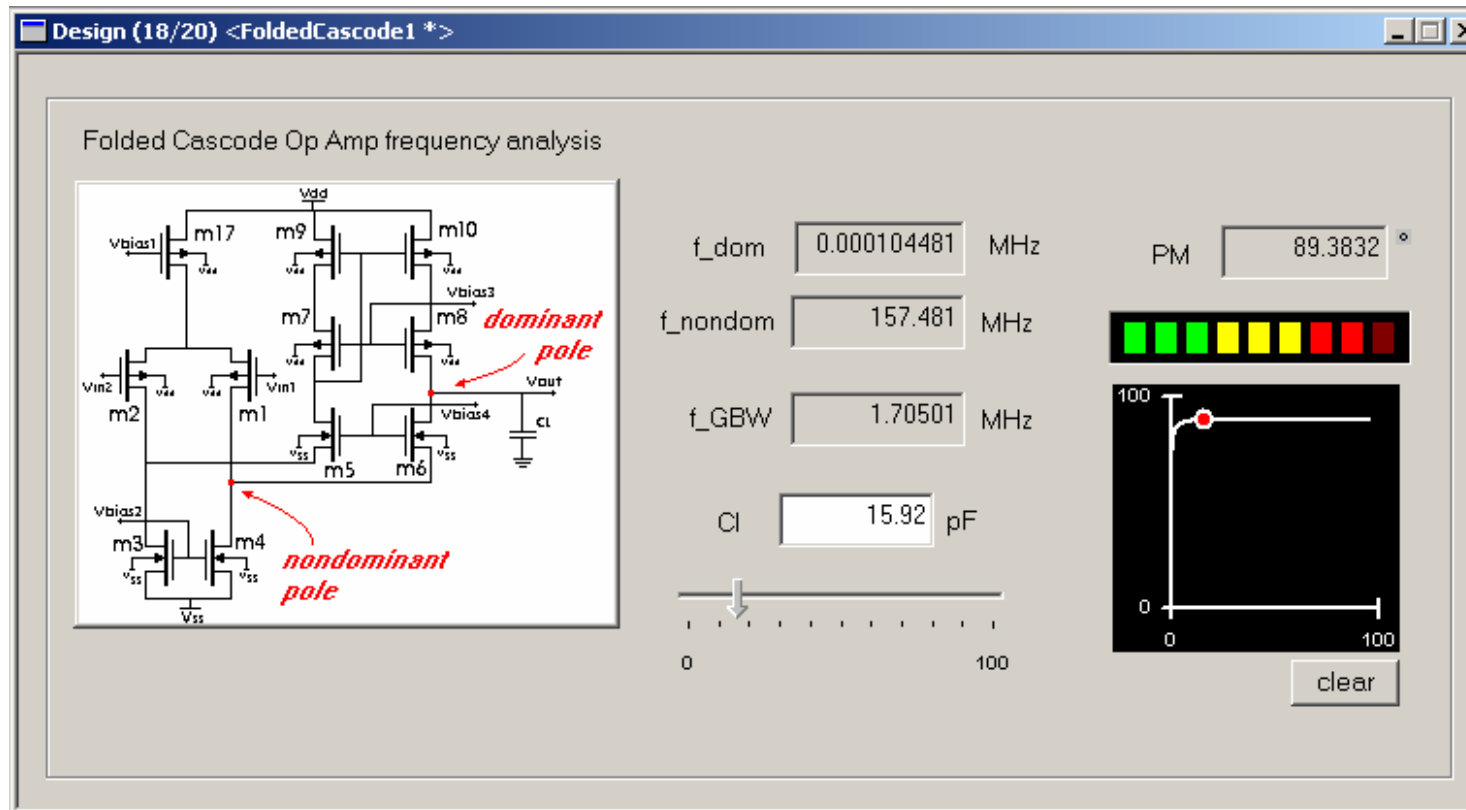 Design (18/20) <FoldedCascode1 *>
Folded Cascode Op Amp frequency analysis
Vdd
Vbias1 m17 m9 m10
vdd vdd vdd
Vbias3
m7 m8 dominant
pole
vdd vdd
Vin2 vdd vdd Vin1
m2 m1
Vout
Vbias4
CL
vss vss
m5 m6
Vbias2
m3 m4
vss vss
nondominant
pole
Vss
f_dom 0.000104481 MHz
f_nondom 157.481 MHz
f_GBW 1.70501 MHz
Cl 15.92 pF
0 100
PM 89.3832 °
100
0
0 100
clear